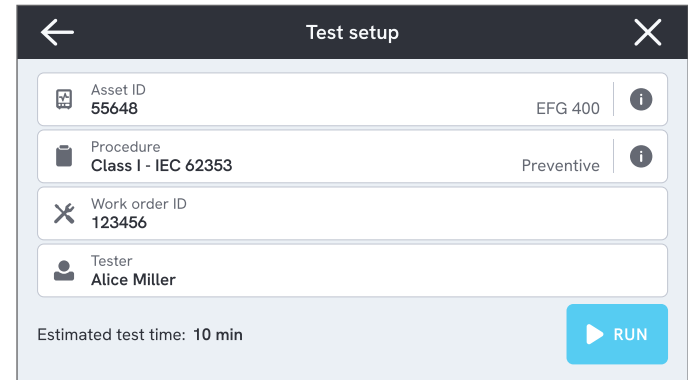 Test setup
Asset ID
55648
EFG 400
Procedure
Class I - IEC 62353
Preventive
Work order ID
123456
Tester
Alice Miller
Estimated test time: 10 min
RUN